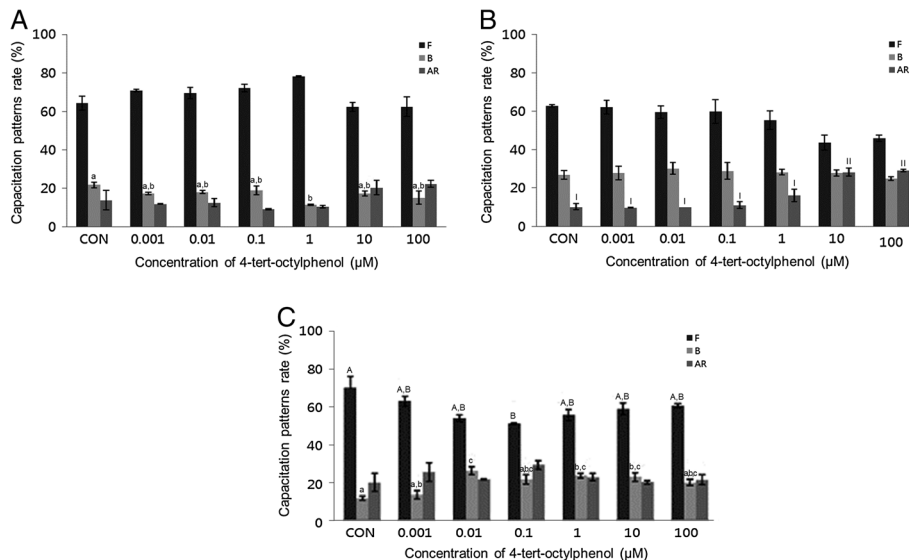 A
Capacitation patterns rate (%)
100
80
60
40
20
0
F
B
AR
a
a,b
a,b
a,b
b
a,b
a,b
CON 0.001 0.01 0.1 1 10 100
Concentration of 4-tert-octylphenol (µM)
B
Capacitation patterns rate (%)
100
80
60
40
20
0
F
B
AR
I
I
I
I
I
II
II
CON 0.001 0.01 0.1 1 10 100
Concentration of 4-tert-octylphenol (µM)
C
Capacitation patterns rate (%)
100
80
60
40
20
0
F
B
AR
A
A,B
A,B
B
A,B
A,B
A,B
a
a,b
c
abc
b,c
b,c
abc
CON 0.001 0.01 0.1 1 10 100
Concentration of 4-tert-octylphenol (µM)